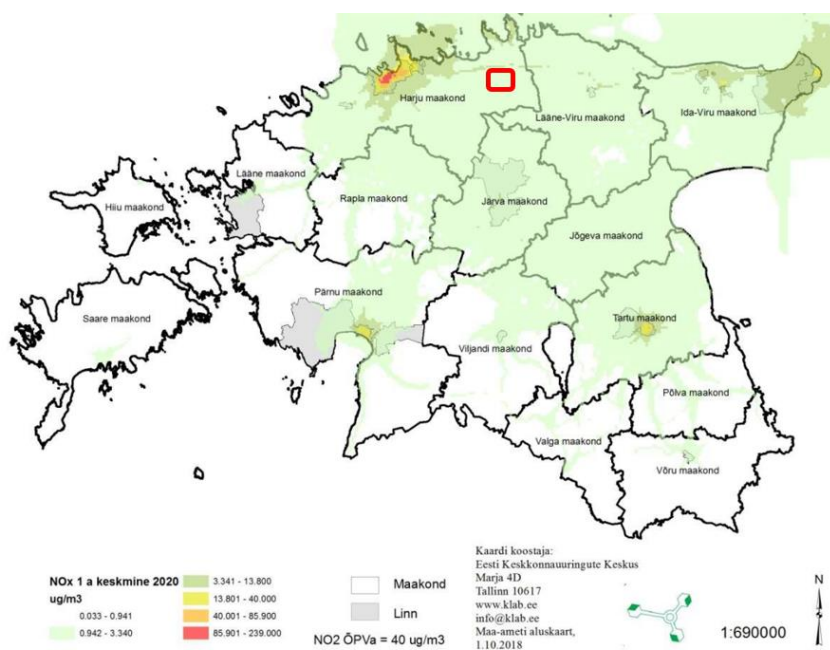 Harju maakond
Lääne-Viru maakond
Ida-Viru maakond
Lääne maakond
Hiiu maakond
Rapla maakond
Järva maakond
Jõgeva maakond
Pärnu maakond
Saare maakond
Tartu maakond
Viljandi maakond
Põlva maakond
Valga maakond
Võru maakond
NOx 1 a keskmine 2020
ug/m3
0.033 - 0.941
0.942 - 3.340
3.341 - 13.800
13.801 - 40.000
40.001 - 85.900
85.901 - 239.000
Maakond
Linn
NO2 ÕPVa = 40 ug/m3
Kaardi koostaja:
Eesti Keskkonnauuringute Keskus
Marja 4D
Tallinn 10617
www.klab.ee
info@klab.ee
Maa-ameti aluskaart,
1.10.2018
1:690000
N